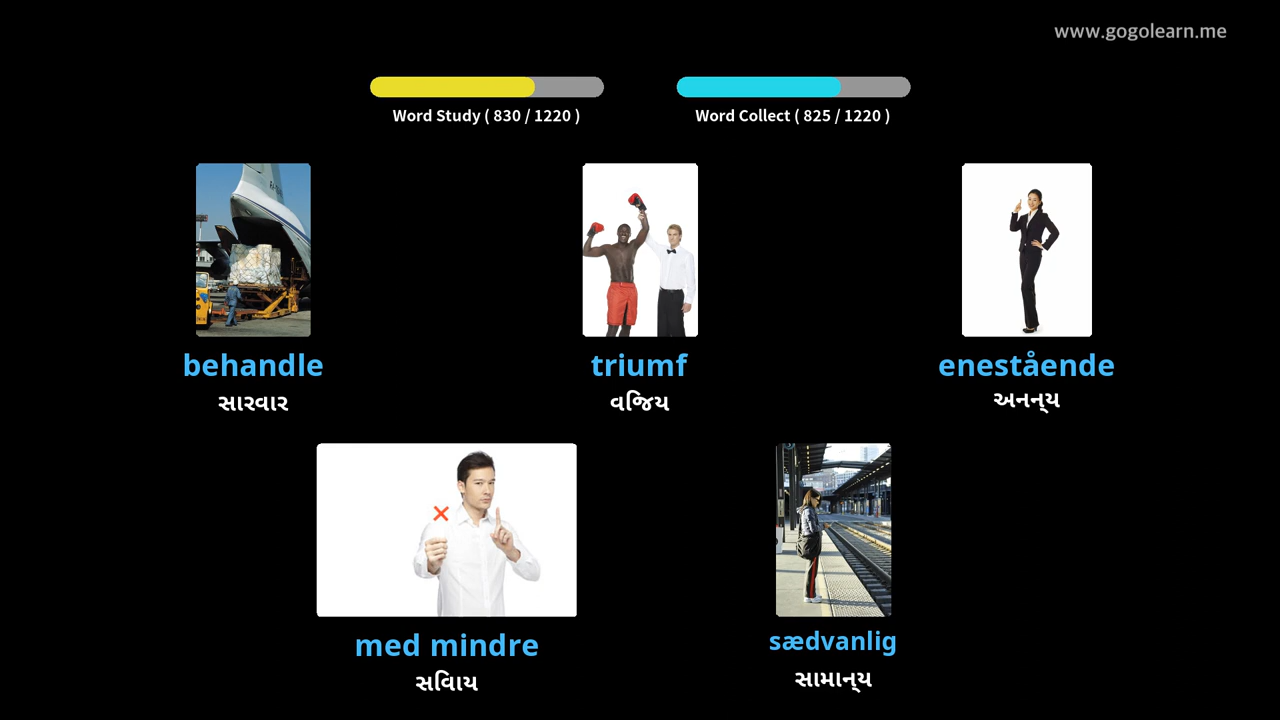 www.gogolearn.me
Word Study ( 830 / 1220 )
Word Collect ( 825 / 1220 )
behandle
સારવાર
triumf
વિજય
enestående
અનન્ય
med mindre
સિવાય
sædvanlig
સામાન્ય